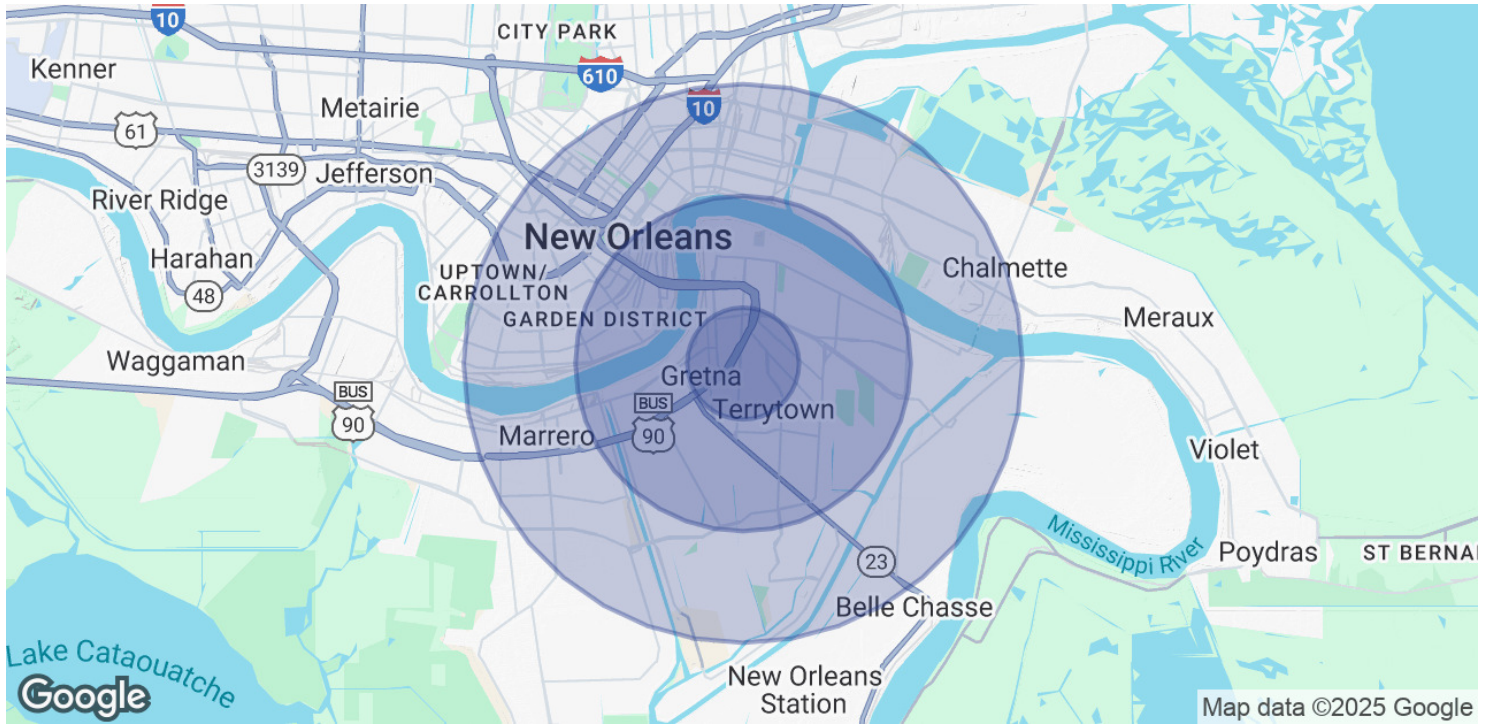 10
CITY PARK
Kenner
610
Metairie
10
61
3139
Jefferson
River Ridge
New Orleans
Harahan
UPTOWN/
CARROLLTON
Chalmette
48
GARDEN DISTRICT
Meraux
Waggaman
Gretna
BUS
90
BUS
90
Terrytown
Marrero
Violet
Mississippi River
Poydras
ST BERNA
23
Belle Chasse
Lake Cataouatche
New Orleans
Station
Google
Map data ©2025 Google